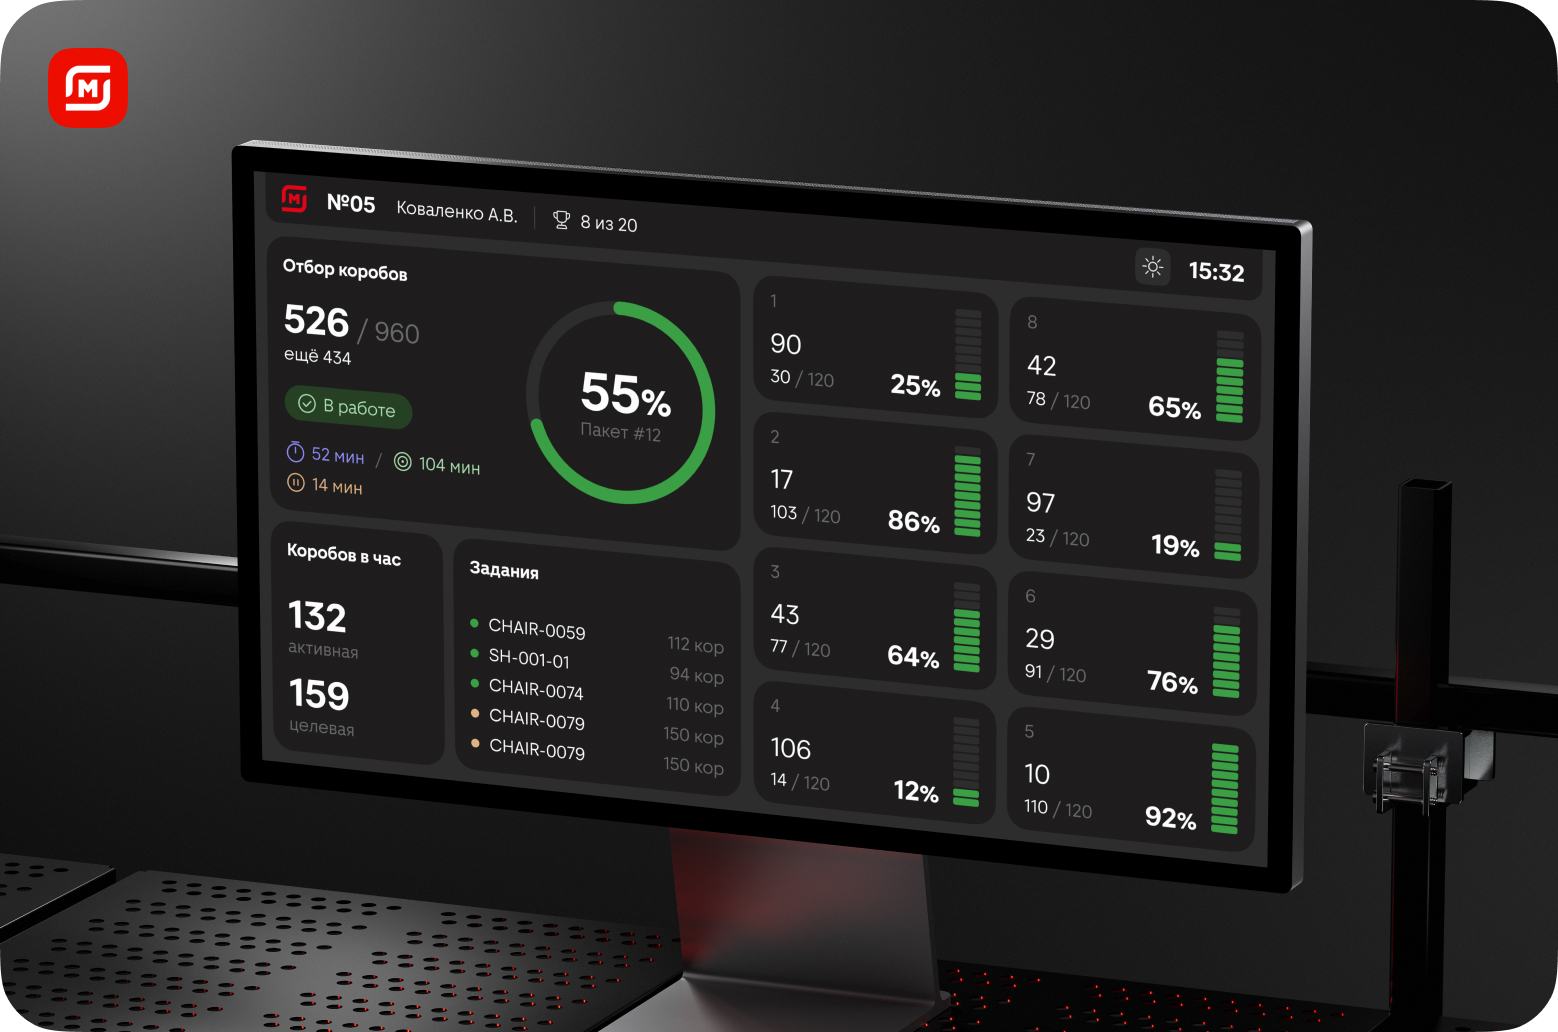 M
M
№05 Коваленко А.В. 8 из 20
15:32
Отбор коробов
526 / 960
ещё 434
В работе
52 мин / 104 мин
14 мин
55%
Пакет #12
Коробов в час
132
активная
159
целевая
Задания
CHAIR-0059 112 кор
SH-001-01 94 кор
CHAIR-0074 110 кор
CHAIR-0079 150 кор
CHAIR-0079 150 кор
1
90
30 / 120 25%
2
17
103 / 120 86%
3
43
77 / 120 64%
4
106
14 / 120 12%
8
42
78 / 120 65%
7
97
23 / 120 19%
6
29
91 / 120 76%
5
10
110 / 120 92%